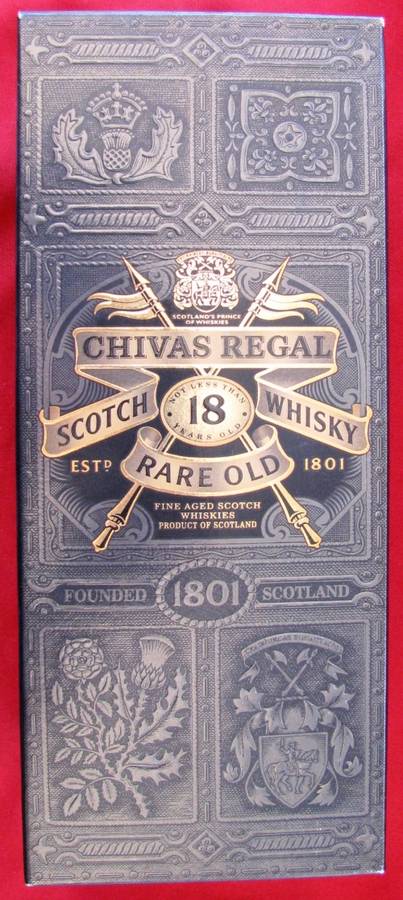 SCOTLAND'S PRINCE
OF WHISKIES
CHIVAS REGAL
SCOTCH WHISKY
NOT LESS THAN
18
YEARS OLD
RARE OLD
ESTD 1801
FINE AGED SCOTCH
WHISKIES
PRODUCT OF SCOTLAND
FOUNDED 1801 SCOTLAND